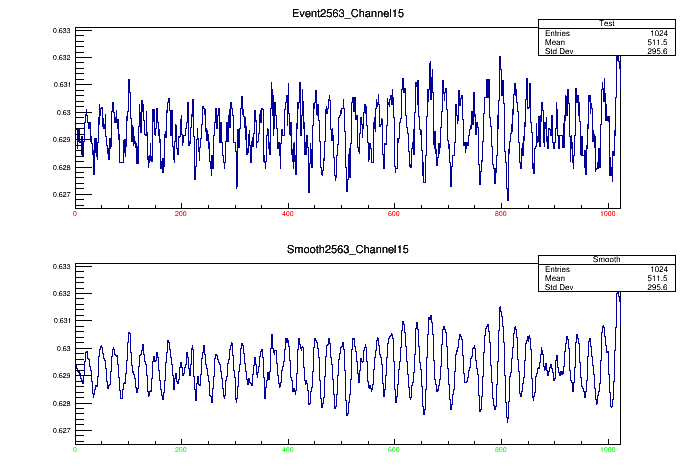 Event2563_Channel15
Test
Entries 1024
Mean 511.5
Std Dev 295.6
0.633
0.632
0.631
0.63
0.629
0.628
0.627
0 200 400 600 800 1000
Smooth2563_Channel15
Smooth
Entries 1024
Mean 511.5
Std Dev 295.6
0.633
0.632
0.631
0.63
0.629
0.628
0.627
0 200 400 600 800 1000